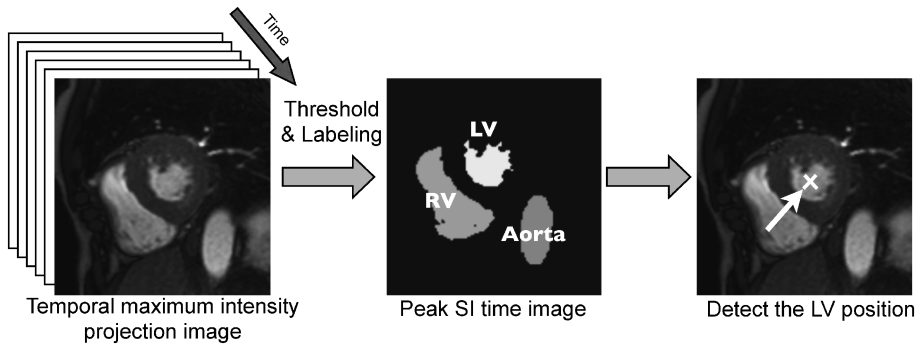 Time
Threshold
& Labeling
LV
RV
Aorta
Temporal maximum intensity
projection image
Peak SI time image
Detect the LV position